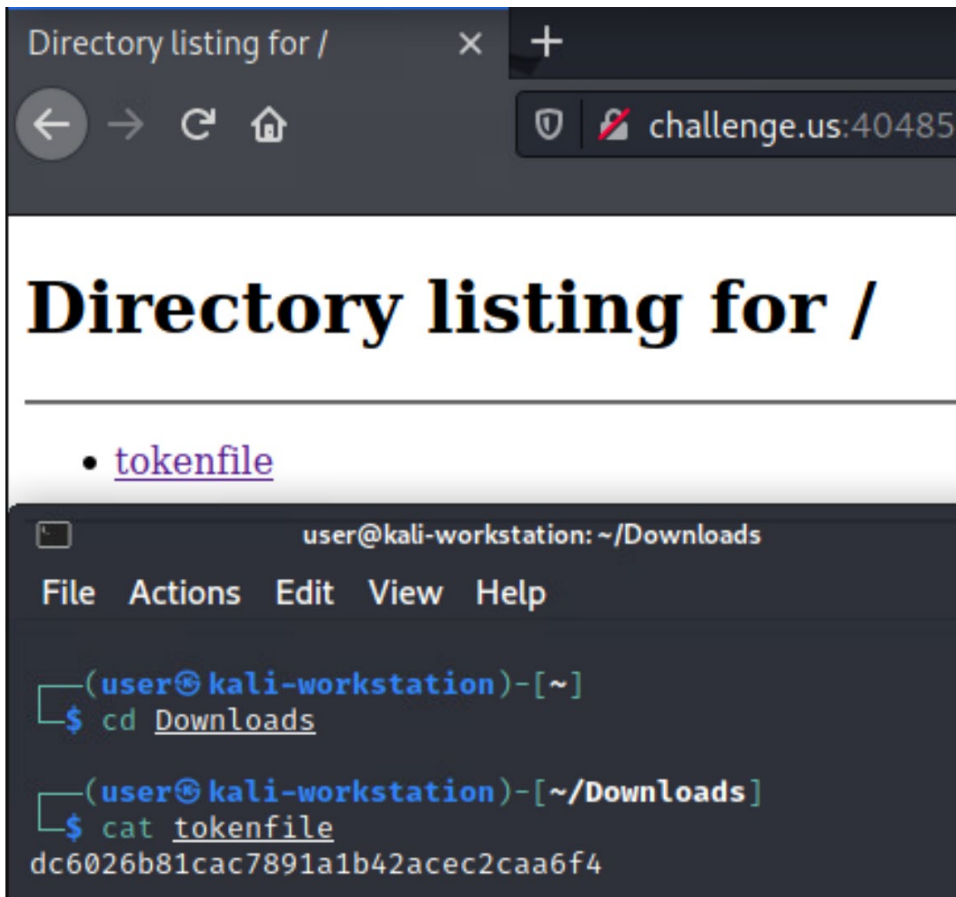 Directory listing for /
challenge.us:40485
Directory listing for /
tokenfile
user@kali-workstation: ~/Downloads
File Actions Edit View Help
(user㉿kali-workstation)-[~]
$ cd Downloads
(user㉿kali-workstation)-[~/Downloads]
$ cat tokenfile
dc6026b81cac7891a1b42acec2caa6f4